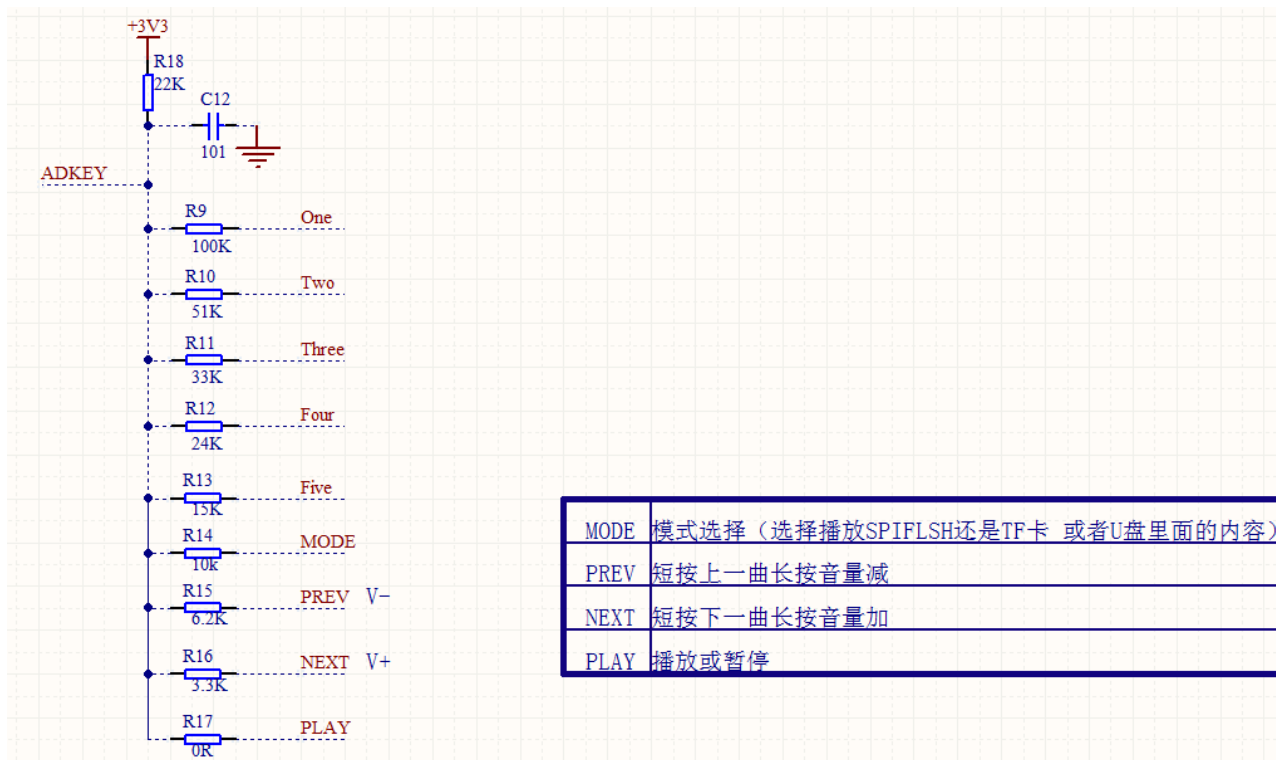 +3V3
R18
22K
C12
101
ADKEY
R9
One
100K
R10
Two
51K
R11
Three
33K
R12
Four
24K
R13
Five
15K
R14
MODE
10k
R15
PREV V-
6.2K
R16
NEXT V+
3.3K
R17
PLAY
0R
MODE 模式选择（选择播放SPIFLSH还是TF卡 或者U盘里面的内容）
PREV 短按上一曲长按音量减
NEXT 短按下一曲长按音量加
PLAY 播放或暂停